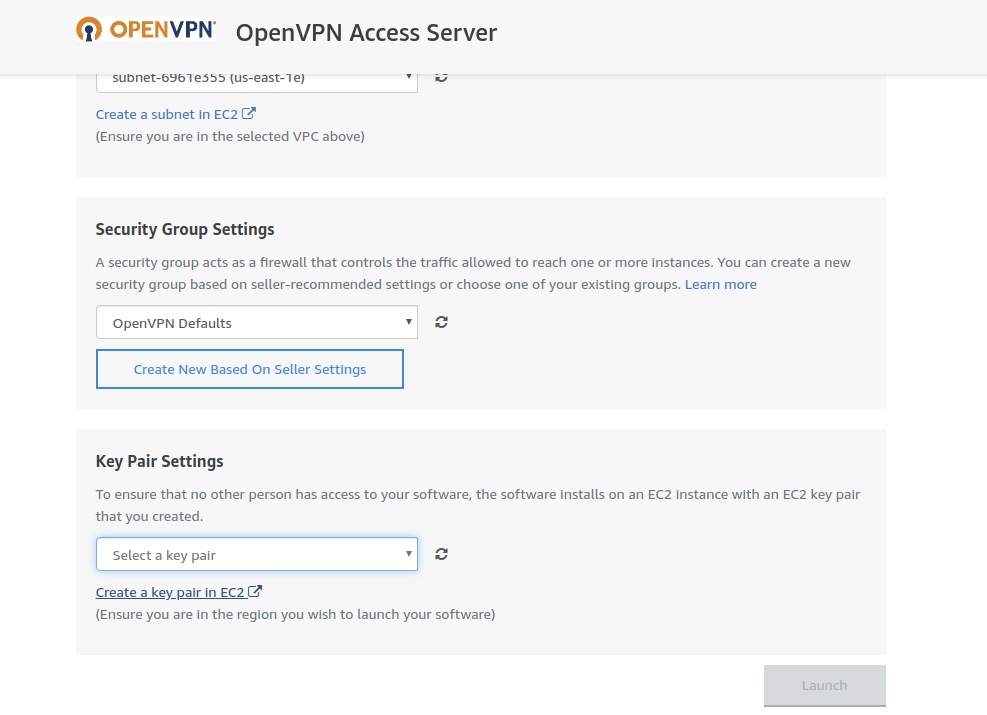 OPENVPN OpenVPN Access Server
subnet-6961e355 (us-east-1e)
Create a subnet in EC2
(Ensure you are in the selected VPC above)
Security Group Settings
A security group acts as a firewall that controls the traffic allowed to reach one or more instances. You can create a new
security group based on seller-recommended settings or choose one of your existing groups. Learn more
OpenVPN Defaults
Create New Based On Seller Settings
Key Pair Settings
To ensure that no other person has access to your software, the software installs on an EC2 instance with an EC2 key pair
that you created.
Select a key pair
Create a key pair in EC2
(Ensure you are in the region you wish to launch your software)
Launch